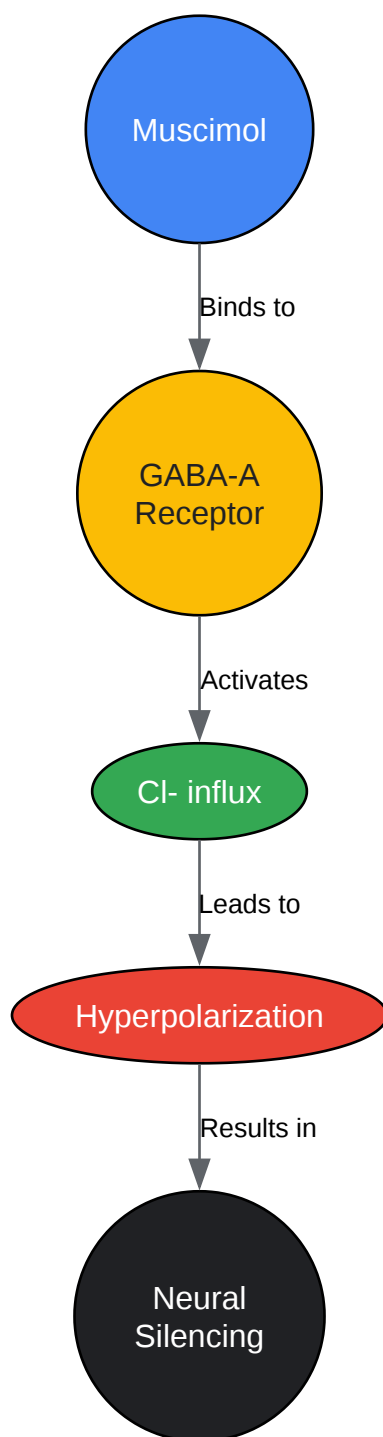 Muscimol
Binds to
GABA-A
Receptor
Activates
Cl- influx
Leads to
Hyperpolarization
Results in
Neural
Silencing